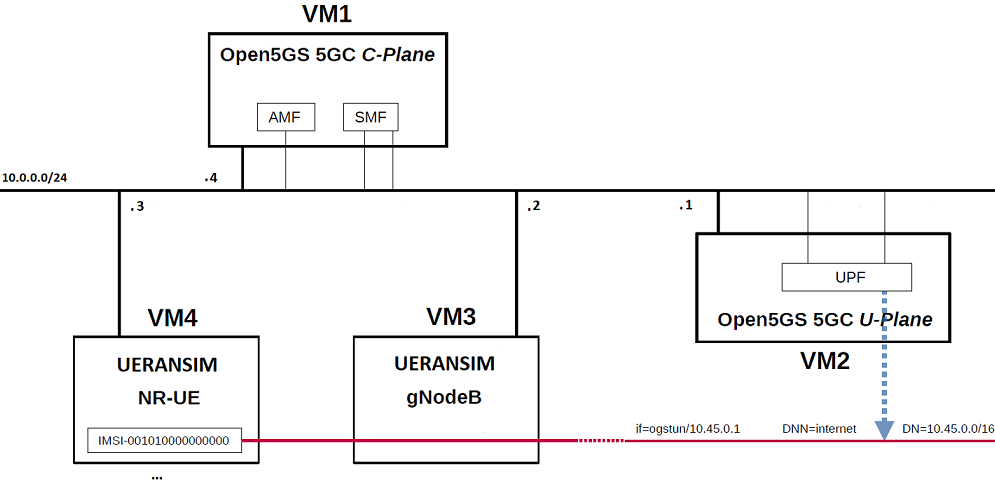 VM1
Open5GS 5GC C-Plane
AMF
SMF
10.0.0.0/24
.4
.3
.2
.1
UPF
Open5GS 5GC U-Plane
VM2
VM4
VM3
UERANSIM
NR-UE
UERANSIM
gNodeB
IMSI-001010000000000
if=ogstun/10.45.0.1
DNN=internet
DN=10.45.0.0/16
...